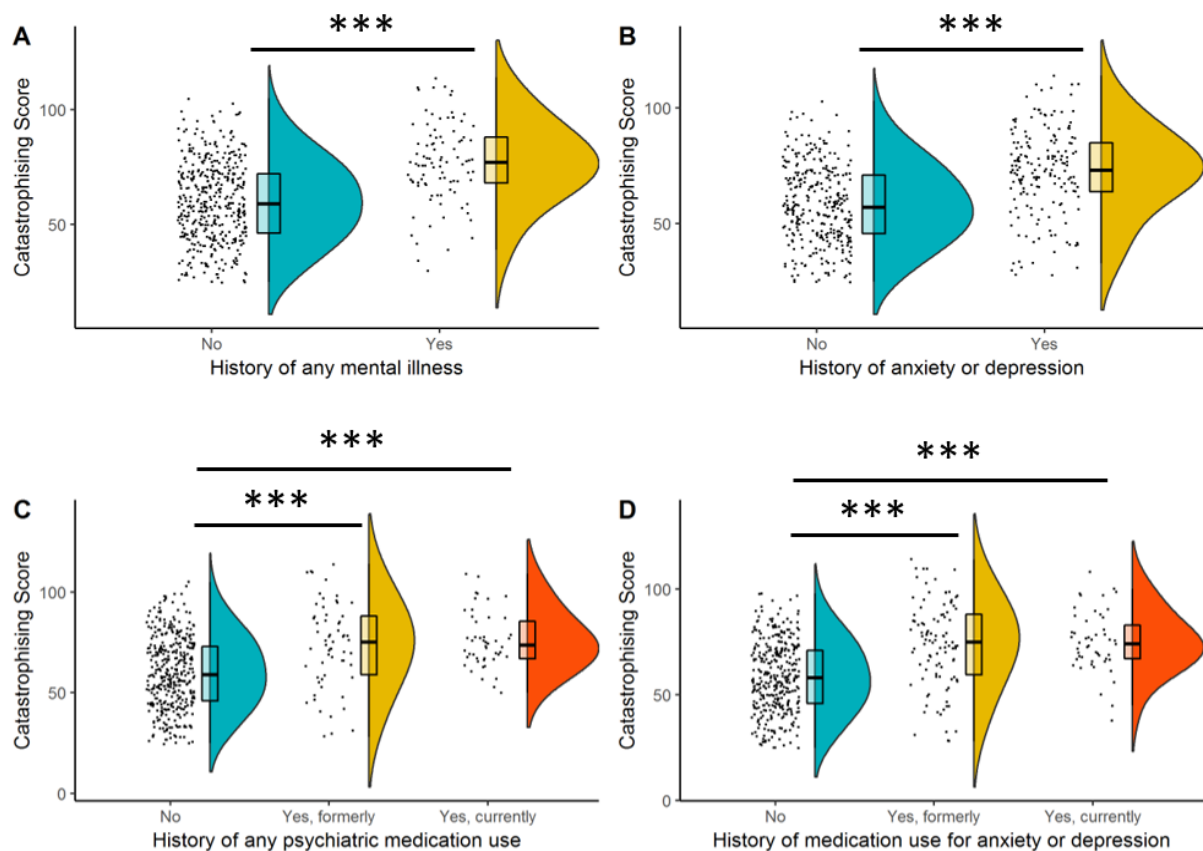 A
***
Catastrophising Score
100
50
No
Yes
History of any mental illness
B
***
Catastrophising Score
100
50
No
Yes
History of anxiety or depression
***
C
***
Catastrophising Score
100
50
0
No
Yes, formerly
Yes, currently
History of any psychiatric medication use
***
D
***
Catastrophising Score
100
50
0
No
Yes, formerly
Yes, currently
History of medication use for anxiety or depression